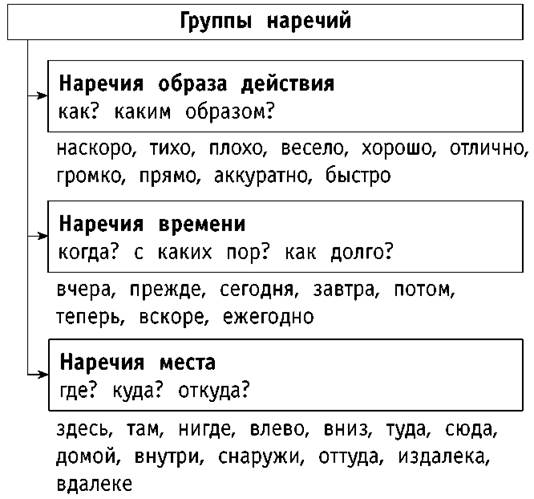 Группы наречий
Наречия образа действия
как? каким образом?
наскоро, тихо, плохо, весело, хорошо, отлично,
громко, прямо, аккуратно, быстро
Наречия времени
когда? с каких пор? как долго?
вчера, прежде, сегодня, завтра, потом,
теперь, вскоре, ежегодно
Наречия места
где? куда? откуда?
здесь, там, нигде, влево, вниз, туда, сюда,
домой, внутри, снаружи, оттуда, издалека,
вдалеке